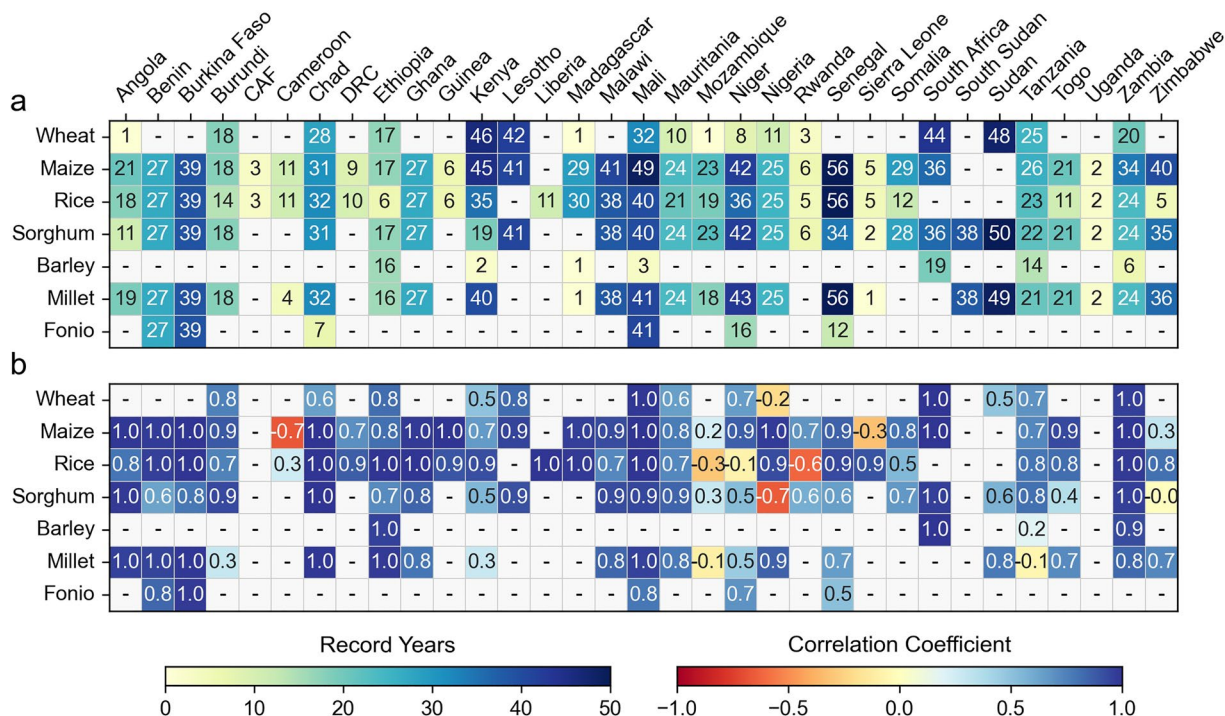 Angola
Benin
Burkina Faso
Burundi
CAF
Cameroon
Chad
DRC
Ethiopia
Ghana
Guinea
Kenya
Lesotho
Liberia
Madagascar
Malawi
Mali
Mauritania
Mozambique
Niger
Nigeria
Rwanda
Senegal
Sierra Leone
Somalia
South Africa
South Sudan
Sudan
Tanzania
Togo
Uganda
Zambia
Zimbabwe
a
Wheat 1 - - 18 - - 28 - 17 - - 46 42 - 1 - 32 10 1 8 11 3 - - - 44 - 48 25 - - 20 -
Maize 21 27 39 18 3 11 31 9 17 27 6 45 41 - 29 41 49 24 23 42 25 6 56 5 29 36 - - 26 21 2 34 40
Rice 18 27 39 14 3 11 32 10 6 27 6 35 - 11 30 38 40 21 19 36 25 5 56 5 12 - - - 23 11 2 24 5
Sorghum 11 27 39 18 - - 31 - 17 27 - 19 41 - - 38 40 24 23 42 25 6 34 2 28 36 38 50 22 21 2 24 35
Barley - - - - - - - - 16 - - 2 - - 1 - 3 - - - - - - - - 19 - - 14 - - 6 -
Millet 19 27 39 18 - 4 32 - 16 27 - 40 - - 1 38 41 24 18 43 25 - 56 1 - - 38 49 21 21 2 24 36
Fonio - 27 39 - - - 7 - - - - - - - - - 41 - - 16 - - 12 - - - - - - - - - -
b
Wheat - - - 0.8 - - 0.6 - 0.8 - - 0.5 0.8 - - - 1.0 0.6 - 0.7 -0.2 - - - - 1.0 - 0.5 0.7 - - 1.0 -
Maize 1.0 1.0 1.0 0.9 - -0.7 1.0 0.7 0.8 1.0 1.0 0.7 0.9 - 1.0 0.9 1.0 0.8 0.2 0.9 1.0 0.7 0.9 -0.3 0.8 1.0 - - 0.7 0.9 - 1.0 0.3
Rice 0.8 1.0 1.0 0.7 - 0.3 1.0 0.9 1.0 1.0 0.9 0.9 - 1.0 1.0 0.7 1.0 0.7 -0.3 -0.1 0.9 -0.6 0.9 0.9 0.5 - - - 0.8 0.8 - 1.0 0.8
Sorghum 1.0 0.6 0.8 0.9 - - 1.0 - 0.7 0.8 - 0.5 0.9 - - 0.9 0.9 0.9 0.3 0.5 -0.7 0.6 0.6 - 0.7 1.0 - 0.6 0.8 0.4 - 1.0 -0.0
Barley - - - - - - - - 1.0 - - - - - - - - - - - - - - - - 1.0 - - 0.2 - - 0.9 -
Millet 1.0 1.0 1.0 0.3 - - 1.0 - 1.0 0.8 - 0.3 - - - 0.8 1.0 0.8 -0.1 0.5 0.9 - 0.7 - - - - 0.8 -0.1 0.7 - 0.8 0.7
Fonio - 0.8 1.0 - - - - - - - - - - - - - 0.8 - - 0.7 - - 0.5 - - - - - - - - - -
Record Years
0 10 20 30 40 50
Correlation Coefficient
−1.0 −0.5 0.0 0.5 1.0